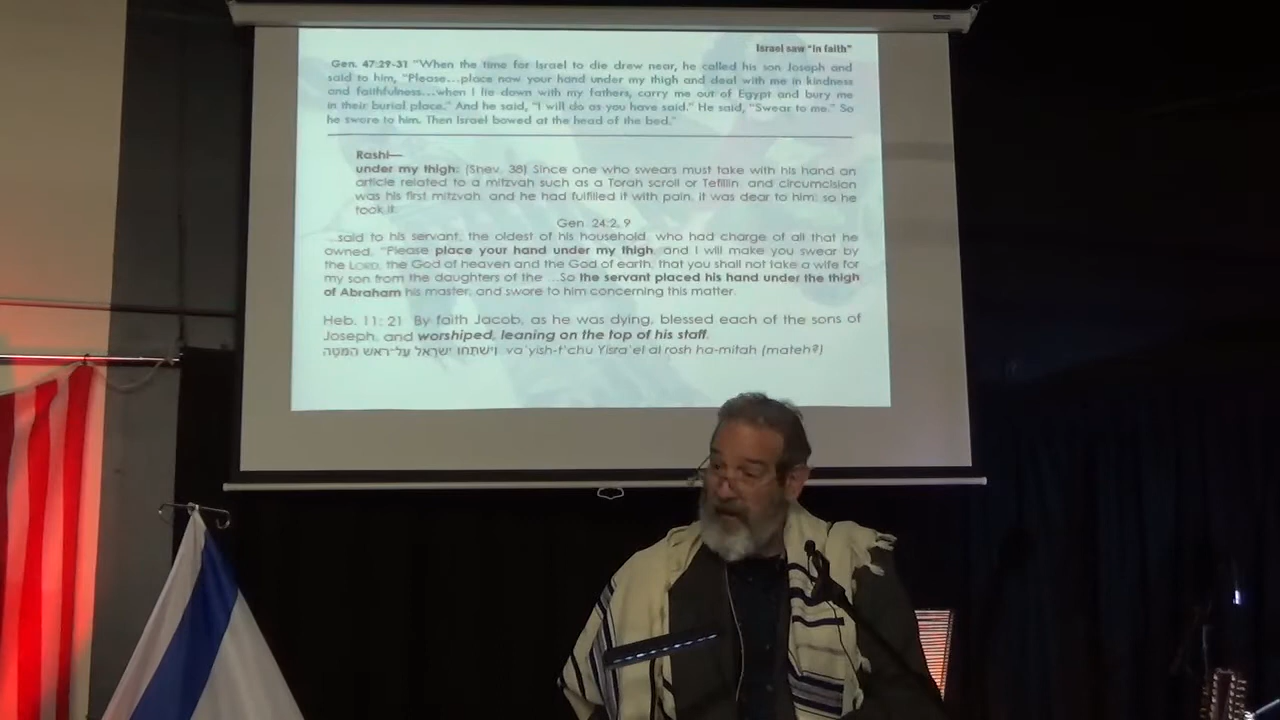 Israel saw "in faith"
Gen. 47:29-31 "When the time for Israel to die drew near, he called his son Joseph and
said to him, "Please...place now your hand under my thigh and deal with me in kindness
and faithfulness...when I lie down with my fathers, carry me out of Egypt and bury me
in their burial place." And he said, "I will do as you have said." He said, "Swear to me." So
he swore to him. Then Israel bowed at the head of the bed."
Rashi—
under my thigh: (Shev. 38) Since one who swears must take with his hand an
article related to a mitzvah such as a Torah scroll or Tefillin, and circumcision
was his first mitzvah, and he had fulfilled it with pain, it was dear to him; so he
took it.
Gen. 24:2, 9
...said to his servant, the oldest of his household, who had charge of all that he
owned, "Please place your hand under my thigh, and I will make you swear by
the LORD, the God of heaven and the God of earth, that you shall not take a wife for
my son from the daughters of the ...So the servant placed his hand under the thigh
of Abraham his master, and swore to him concerning this matter.
Heb. 11: 21 By faith Jacob, as he was dying, blessed each of the sons of
Joseph, and worshiped, leaning on the top of his staff.
וישתחו ישראל על־ראש המטה va'yish-t'chu Yisra'el al rosh ha-mitah (mateh?)